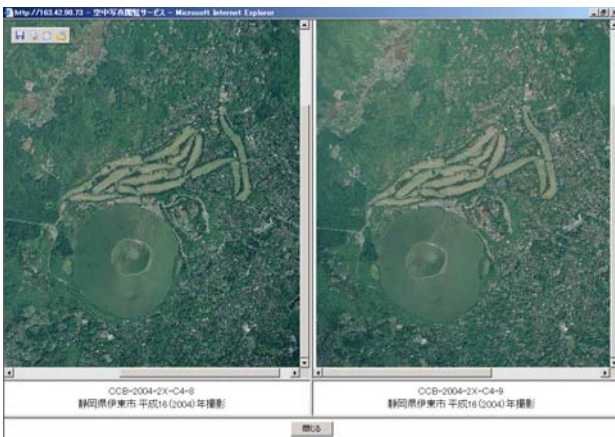 http://163.42.90.73 - 空中写真閲覧サービス - Microsoft Internet Explorer
CCB-2004-2X-C4-8
静岡県伊東市 平成16(2004)年撮影
CCB-2004-2X-C4-9
静岡県伊東市 平成16(2004)年撮影
閉じる